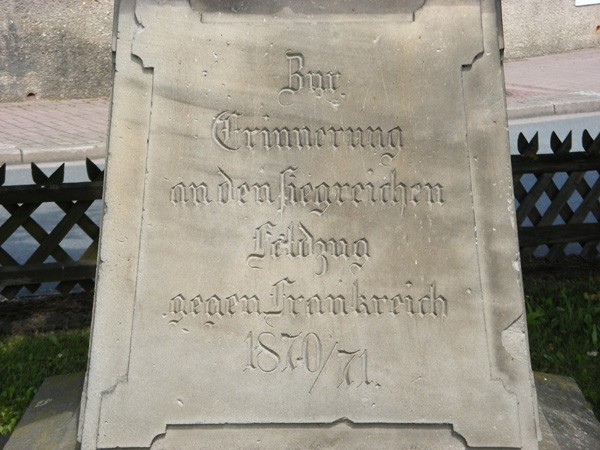 Zur
Erinnerung
an den siegreichen
Feldzug
gegen Frankreich
1870/71.